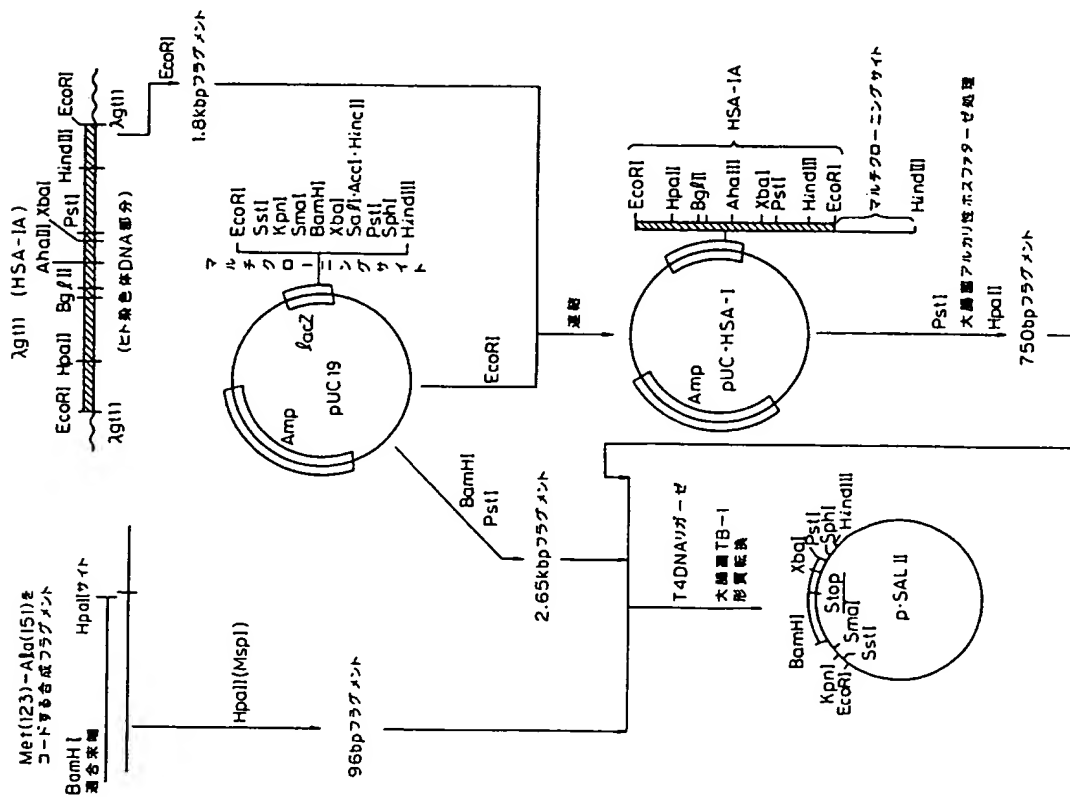 Met(123)-Ala(151)を
コードする合成フラグメント
BamHI
適合末端
HpaIIサイト
HpaII(MspI)
96bpフラグメント
λgt11 (HSA-IA)
EcoRI
HpaII
BglII
AhaIII
XbaI
PstI
HindIII
EcoRI
λgt11
(ヒト染色体DNA部分)
λgt11
EcoRI
1.8kbpフラグメント
マルチクローニングサイト
EcoRI
SstI
KpnI
SmaI
BamHI
XbaI
SalI·AccI·HincII
PstI
SphI
HindIII
lacZ
Amp
pUC19
BamHI
PstI
2.65kbpフラグメント
EcoRI
連結
Amp
pUC·HSA-I
EcoRI
HpaII
BglII
AhaIII
XbaI
PstI
HindIII
EcoRI
HSA-IA
マルチクローニングサイト
HindIII
PstI
大腸菌アルカリ性ホスファターゼ処理
HpaII
750bpフラグメント
T4DNAリガーゼ
大腸菌TB-1
形質転換
BamHI
XbaI
PstI
SphI
HindIII
Stop
SmaI
SstI
KpnI
EcoRI
p·SALII